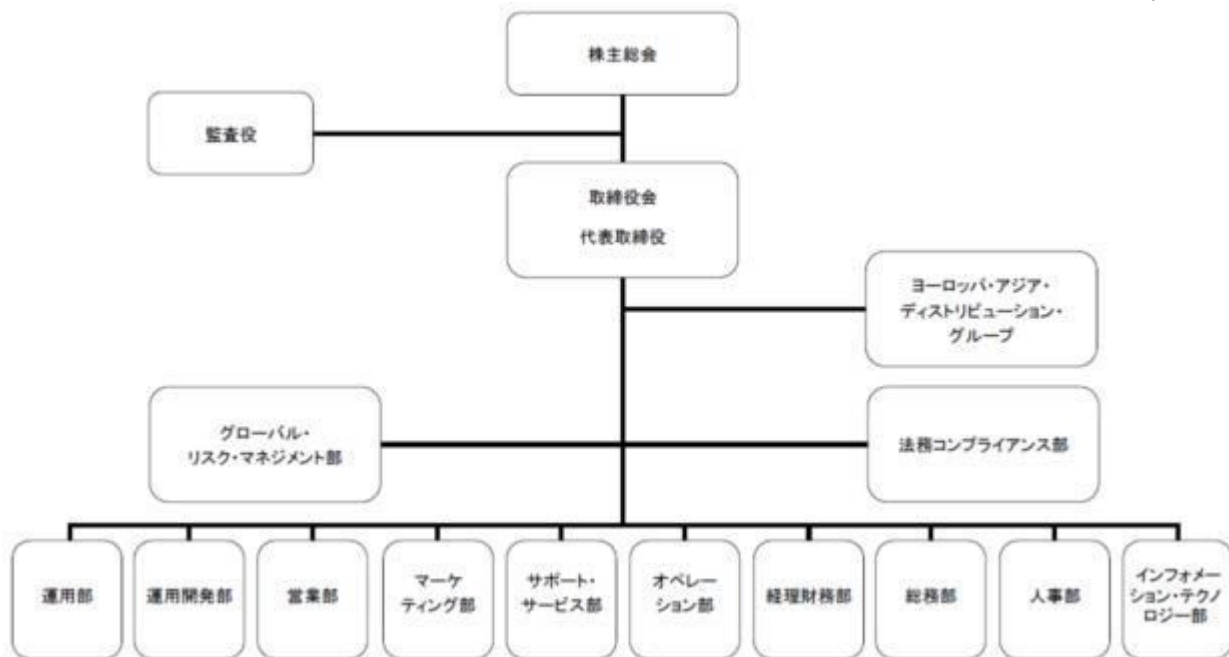 株主総会
監査役
取締役会
代表取締役
ヨーロッパ・アジア・
ディストリビューション・
グループ
グローバル・
リスク・マネジメント部
法務コンプライアンス部
運用部
運用開発部
営業部
マーケ
ティング部
サポート・
サービス部
オペレー
ション部
経理財務部
総務部
人事部
インフォメー
ション・テクノ
ロジー部